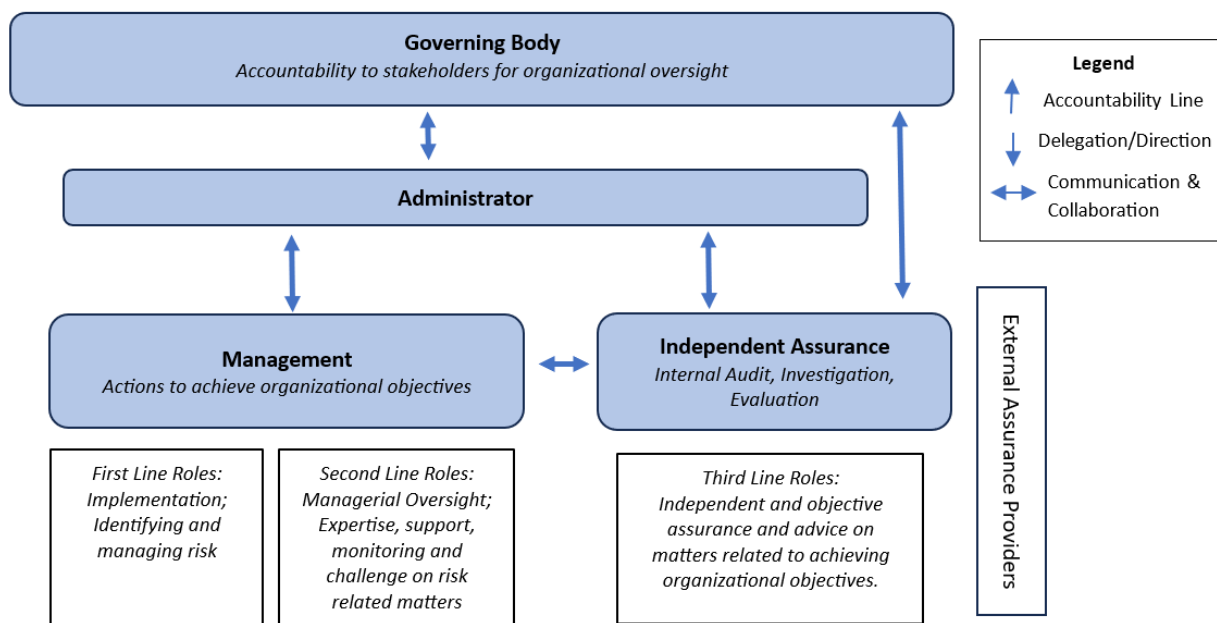 Governing Body
Accountability to stakeholders for organizational oversight
Legend
Accountability Line
Delegation/Direction
Communication &
Collaboration
Administrator
Management
Actions to achieve organizational objectives
Independent Assurance
Internal Audit, Investigation,
Evaluation
External Assurance Providers
First Line Roles:
Implementation;
Identifying and
managing risk
Second Line Roles:
Managerial Oversight;
Expertise, support,
monitoring and
challenge on risk
related matters
Third Line Roles:
Independent and objective
assurance and advice on
matters related to achieving
organizational objectives.